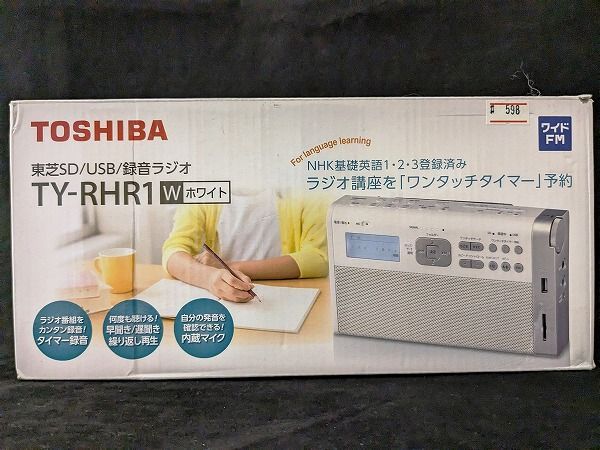 TOSHIBA
東芝SD/USB/録音ラジオ
TY-RHR1 W ホワイト
598
ワイド
FM
For language learning
NHK基礎英語1・2・3登録済み
ラジオ講座を「ワンタッチタイマー」予約
ラジオ番組を
カンタン録音!
タイマー録音
何度も聴ける!
早聞き/遅聞き
繰り返し再生
自分の発音を
確認できる!
内蔵マイク